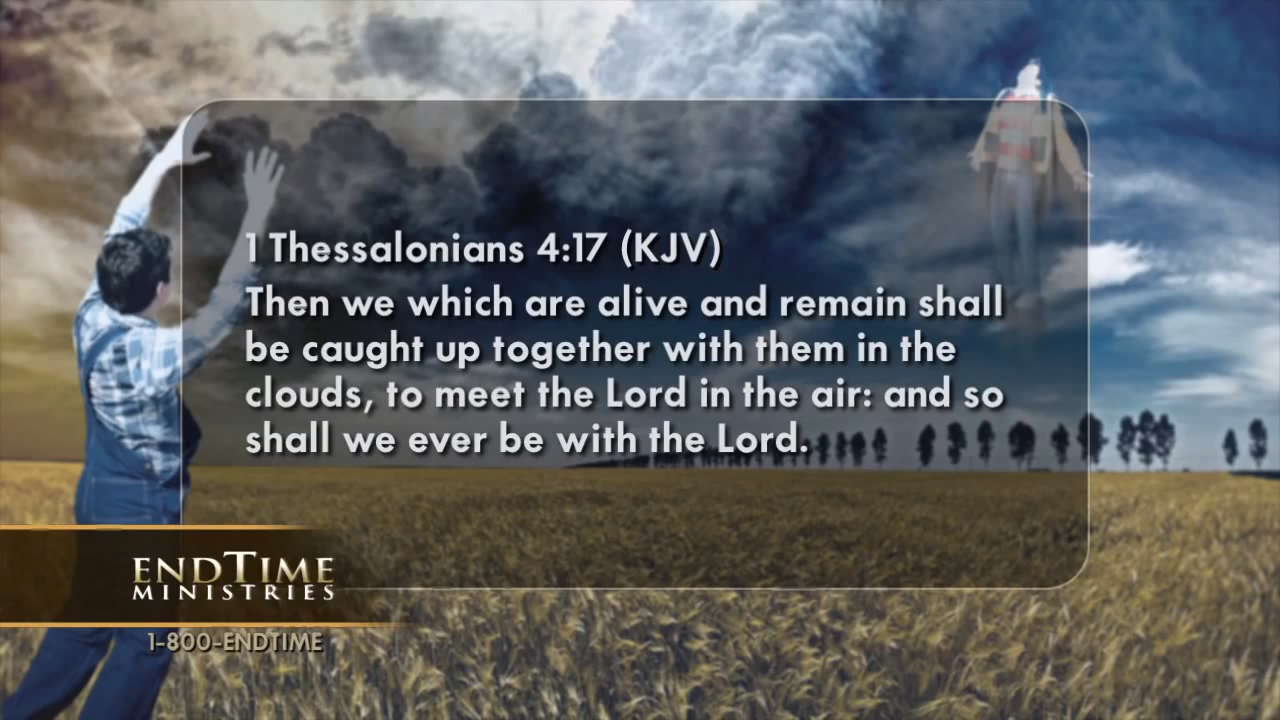 1 Thessalonians 4:17 (KJV)
Then we which are alive and remain shall
be caught up together with them in the
clouds, to meet the Lord in the air: and so
shall we ever be with the Lord.
ENDTIME
MINISTRIES
1-800-ENDTIME